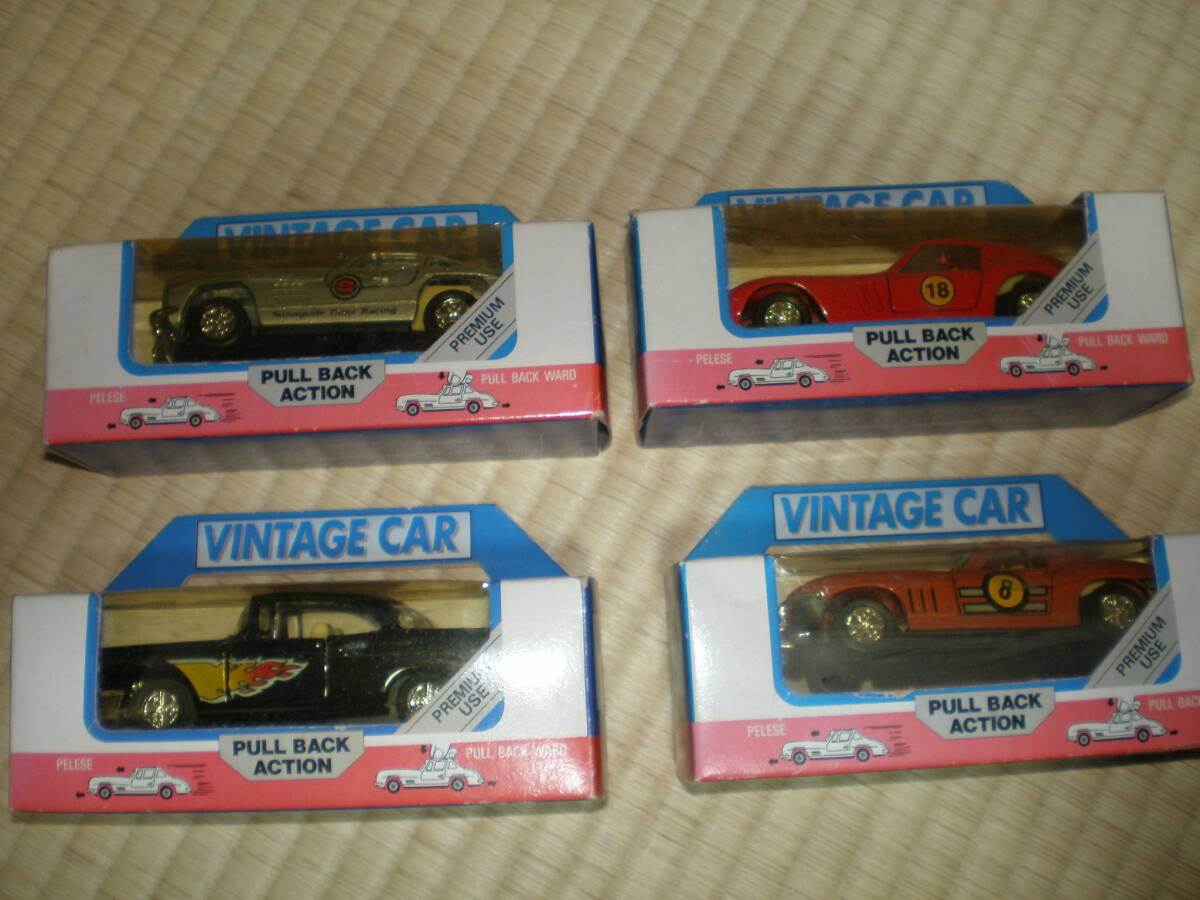 VINTAGE CAR
Sunnyside Turbo Racing
PREMIUM
USE
PULL BACK
ACTION
PELESE
PULL BACK WARD
VINTAGE CAR
18
PREMIUM
USE
PULL BACK
ACTION
PELESE
PULL BACK WARD
VINTAGE CAR
PREMIUM
USE
PULL BACK
ACTION
PELESE
PULL BACK WARD
VINTAGE CAR
8
PREMIUM
USE
PULL BACK
ACTION
PELESE
PULL BACK